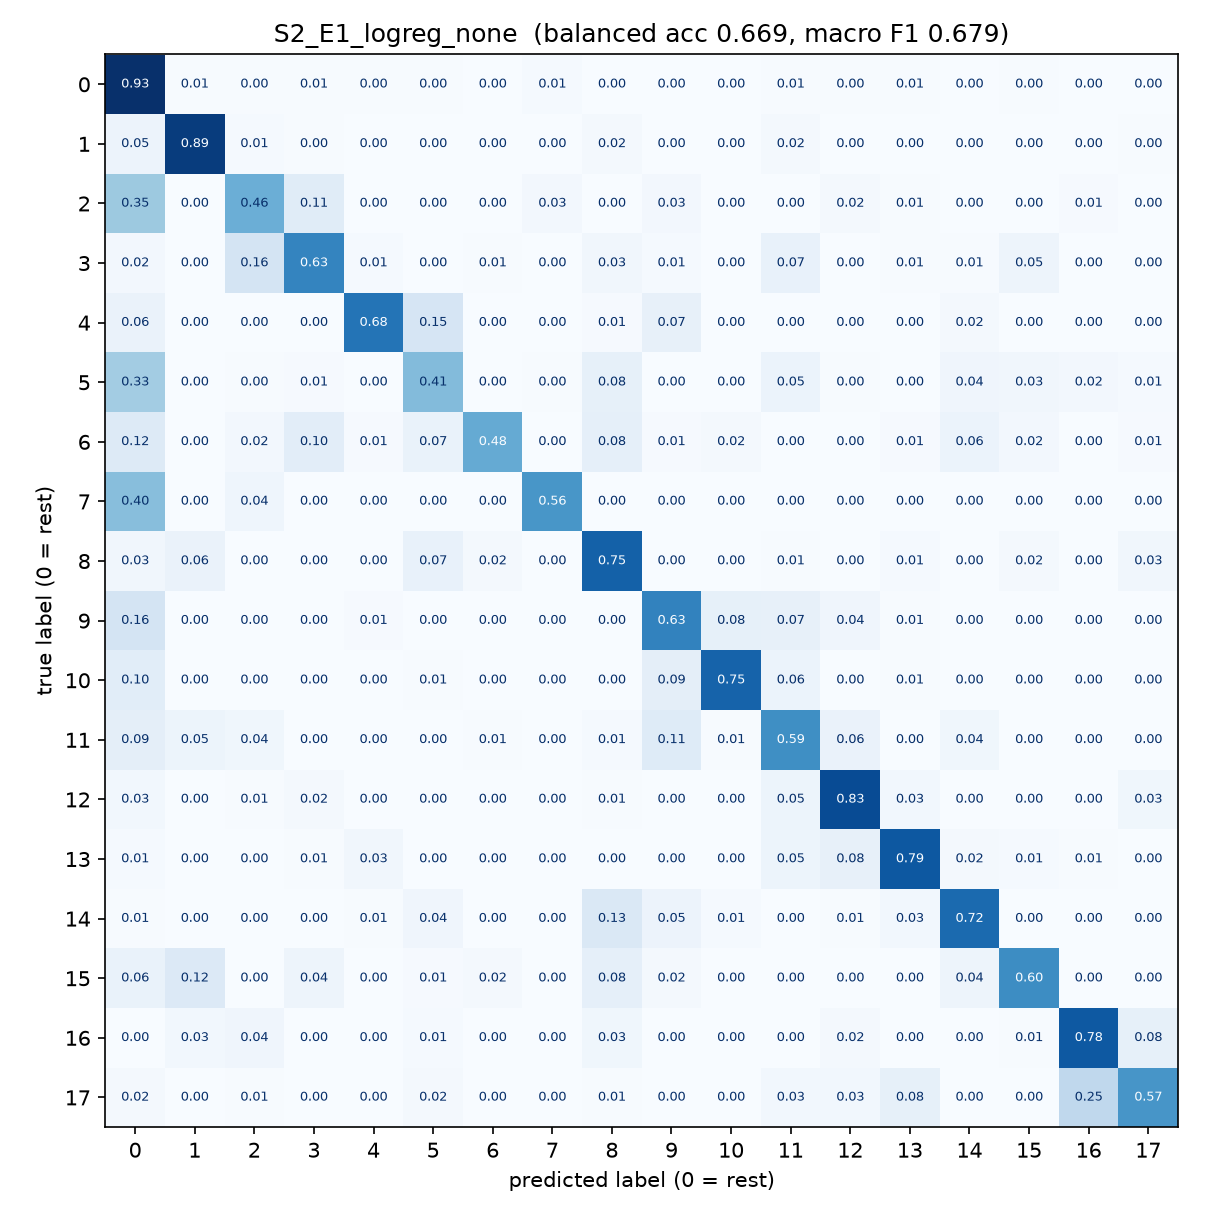 S2_E1_logreg_none  (balanced acc 0.669, macro F1 0.679)
true label (0 = rest)
0 0.93 0.01 0.00 0.01 0.00 0.00 0.00 0.01 0.00 0.00 0.00 0.01 0.00 0.01 0.00 0.00 0.00 0.00
1 0.05 0.89 0.01 0.00 0.00 0.00 0.00 0.00 0.02 0.00 0.00 0.02 0.00 0.00 0.00 0.00 0.00 0.00
2 0.35 0.00 0.46 0.11 0.00 0.00 0.00 0.03 0.00 0.03 0.00 0.00 0.02 0.01 0.00 0.00 0.01 0.00
3 0.02 0.00 0.16 0.63 0.01 0.00 0.01 0.00 0.03 0.01 0.00 0.07 0.00 0.01 0.01 0.05 0.00 0.00
4 0.06 0.00 0.00 0.00 0.68 0.15 0.00 0.00 0.01 0.07 0.00 0.00 0.00 0.00 0.02 0.00 0.00 0.00
5 0.33 0.00 0.00 0.01 0.00 0.41 0.00 0.00 0.08 0.00 0.00 0.05 0.00 0.00 0.04 0.03 0.02 0.01
6 0.12 0.00 0.02 0.10 0.01 0.07 0.48 0.00 0.08 0.01 0.02 0.00 0.00 0.01 0.06 0.02 0.00 0.01
7 0.40 0.00 0.04 0.00 0.00 0.00 0.00 0.56 0.00 0.00 0.00 0.00 0.00 0.00 0.00 0.00 0.00 0.00
8 0.03 0.06 0.00 0.00 0.00 0.07 0.02 0.00 0.75 0.00 0.00 0.01 0.00 0.01 0.00 0.02 0.00 0.03
9 0.16 0.00 0.00 0.00 0.01 0.00 0.00 0.00 0.00 0.63 0.08 0.07 0.04 0.01 0.00 0.00 0.00 0.00
10 0.10 0.00 0.00 0.00 0.00 0.01 0.00 0.00 0.00 0.09 0.75 0.06 0.00 0.01 0.00 0.00 0.00 0.00
11 0.09 0.05 0.04 0.00 0.00 0.00 0.01 0.00 0.01 0.11 0.01 0.59 0.06 0.00 0.04 0.00 0.00 0.00
12 0.03 0.00 0.01 0.02 0.00 0.00 0.00 0.00 0.01 0.00 0.00 0.05 0.83 0.03 0.00 0.00 0.00 0.03
13 0.01 0.00 0.00 0.01 0.03 0.00 0.00 0.00 0.00 0.00 0.00 0.05 0.08 0.79 0.02 0.01 0.01 0.00
14 0.01 0.00 0.00 0.00 0.01 0.04 0.00 0.00 0.13 0.05 0.01 0.00 0.01 0.03 0.72 0.00 0.00 0.00
15 0.06 0.12 0.00 0.04 0.00 0.01 0.02 0.00 0.08 0.02 0.00 0.00 0.00 0.00 0.04 0.60 0.00 0.00
16 0.00 0.03 0.04 0.00 0.00 0.01 0.00 0.00 0.03 0.00 0.00 0.00 0.02 0.00 0.00 0.01 0.78 0.08
17 0.02 0.00 0.01 0.00 0.00 0.02 0.00 0.00 0.01 0.00 0.00 0.03 0.03 0.08 0.00 0.00 0.25 0.57
0 1 2 3 4 5 6 7 8 9 10 11 12 13 14 15 16 17
predicted label (0 = rest)